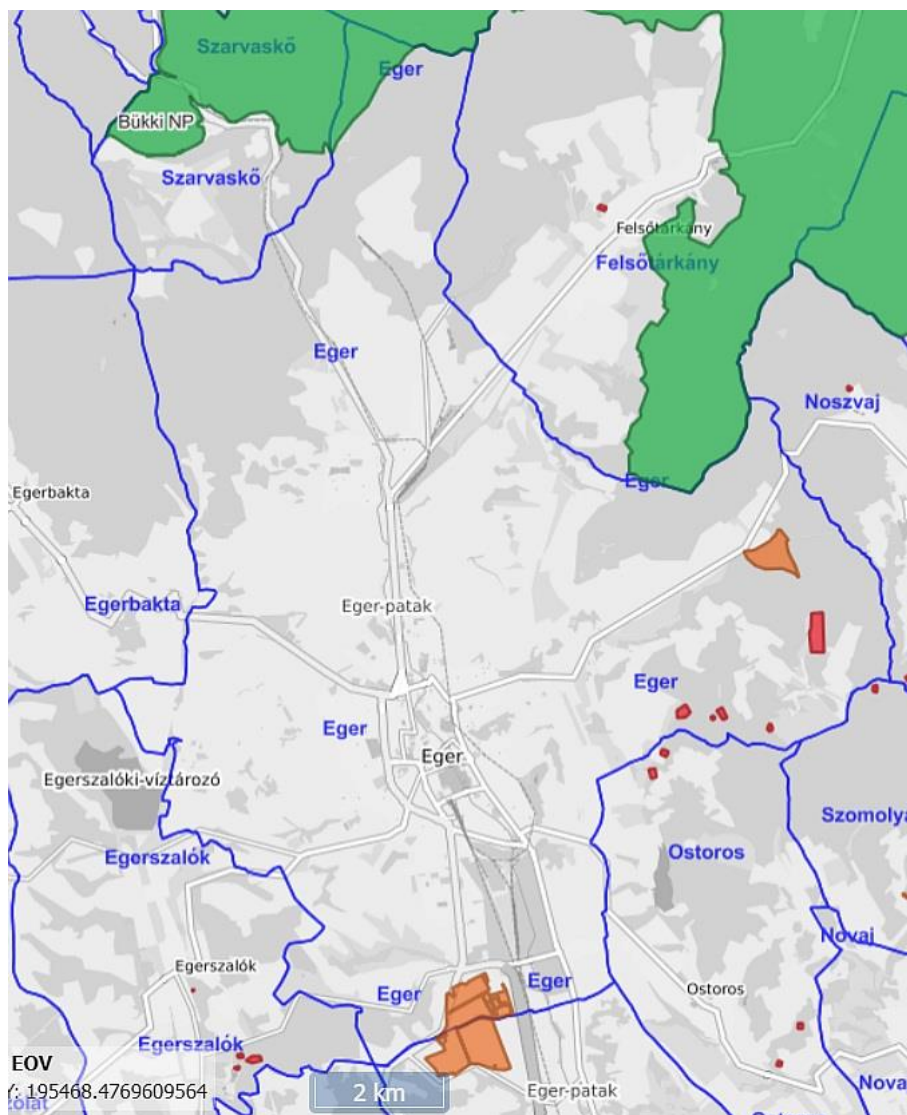 Szarvaskő
Eger
Bükki NP
Szarvaskő
Felsőtárkány
Felsőtárkány
Eger
Noszvaj
Eger
Egerbakta
Egerbakta
Eger-patak
Eger
Eger
Eger
Egerszalóki-víztározó
Szomolya
Egerszalók
Ostoros
Novaj
Egerszalók
Eger
Eger
Ostoros
Egerszalók
EOV
Y: 195468.4769609564
2 km
Eger-patak
Nova